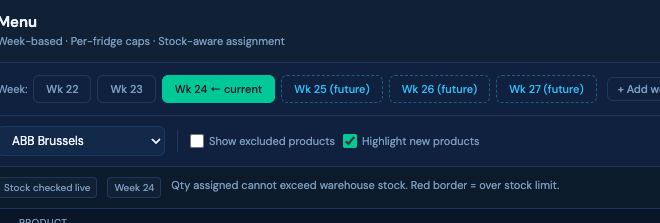 Menu
Week-based · Per-fridge caps · Stock-aware assignment
Week: Wk 22 Wk 23 Wk 24 ← current Wk 25 (future) Wk 26 (future) Wk 27 (future) + Add
ABB Brussels Show excluded products Highlight new products
Stock checked live Week 24 Qty assigned cannot exceed warehouse stock. Red border = over stock limit.
PRODUCT